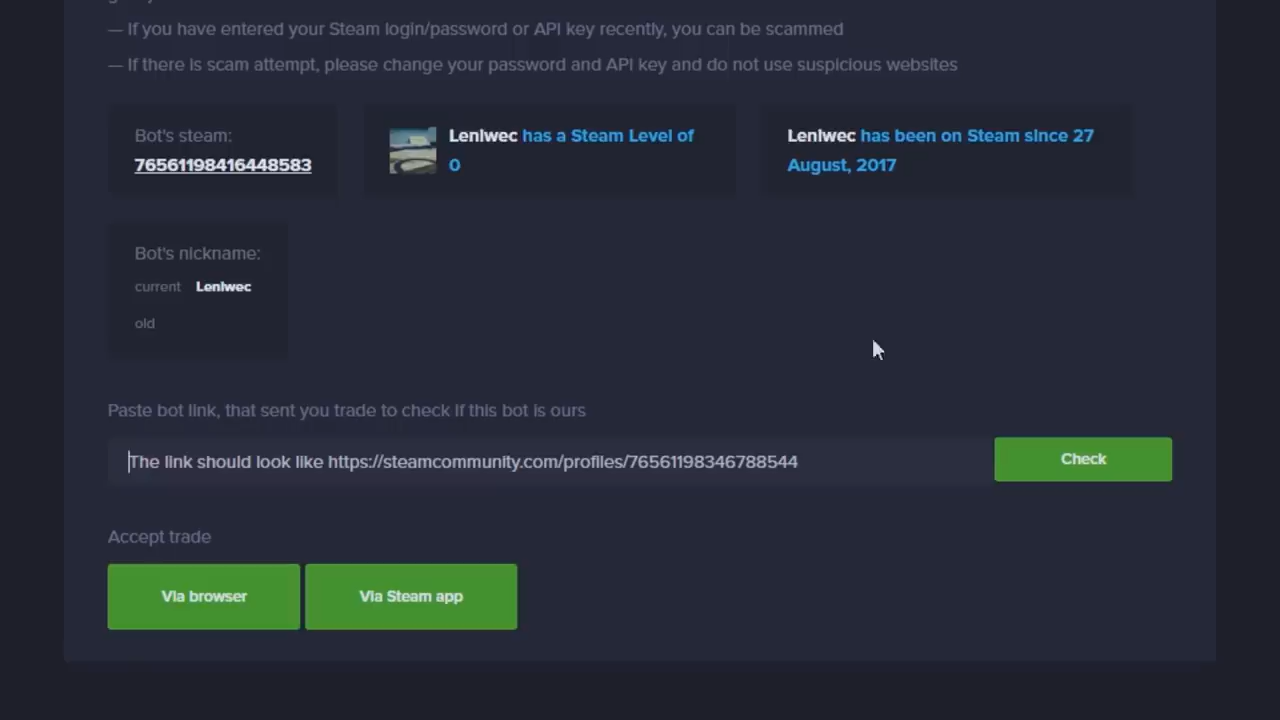 — If you have entered your Steam login/password or API key recently, you can be scammed
— If there is scam attempt, please change your password and API key and do not use suspicious websites
Bot's steam:
76561198416448583
Lenlwec has a Steam Level of
0
Lenlwec has been on Steam since 27
August, 2017
Bot's nickname:
current Lenlwec
old
Paste bot link, that sent you trade to check if this bot is ours
The link should look like https://steamcommunity.com/profiles/76561198346788544
Check
Accept trade
Via browser
Via Steam app